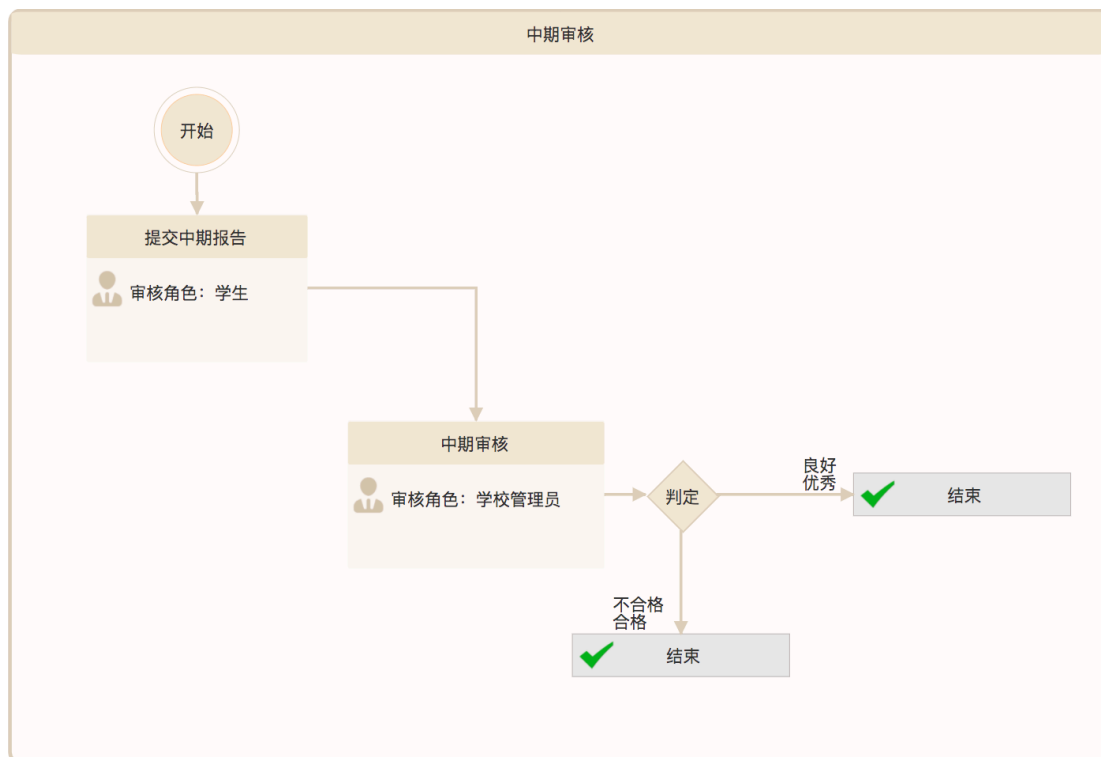 中期审核
开始
提交中期报告
审核角色：学生
中期审核
审核角色：学校管理员
判定
良好
优秀
结束
不合格
合格
结束